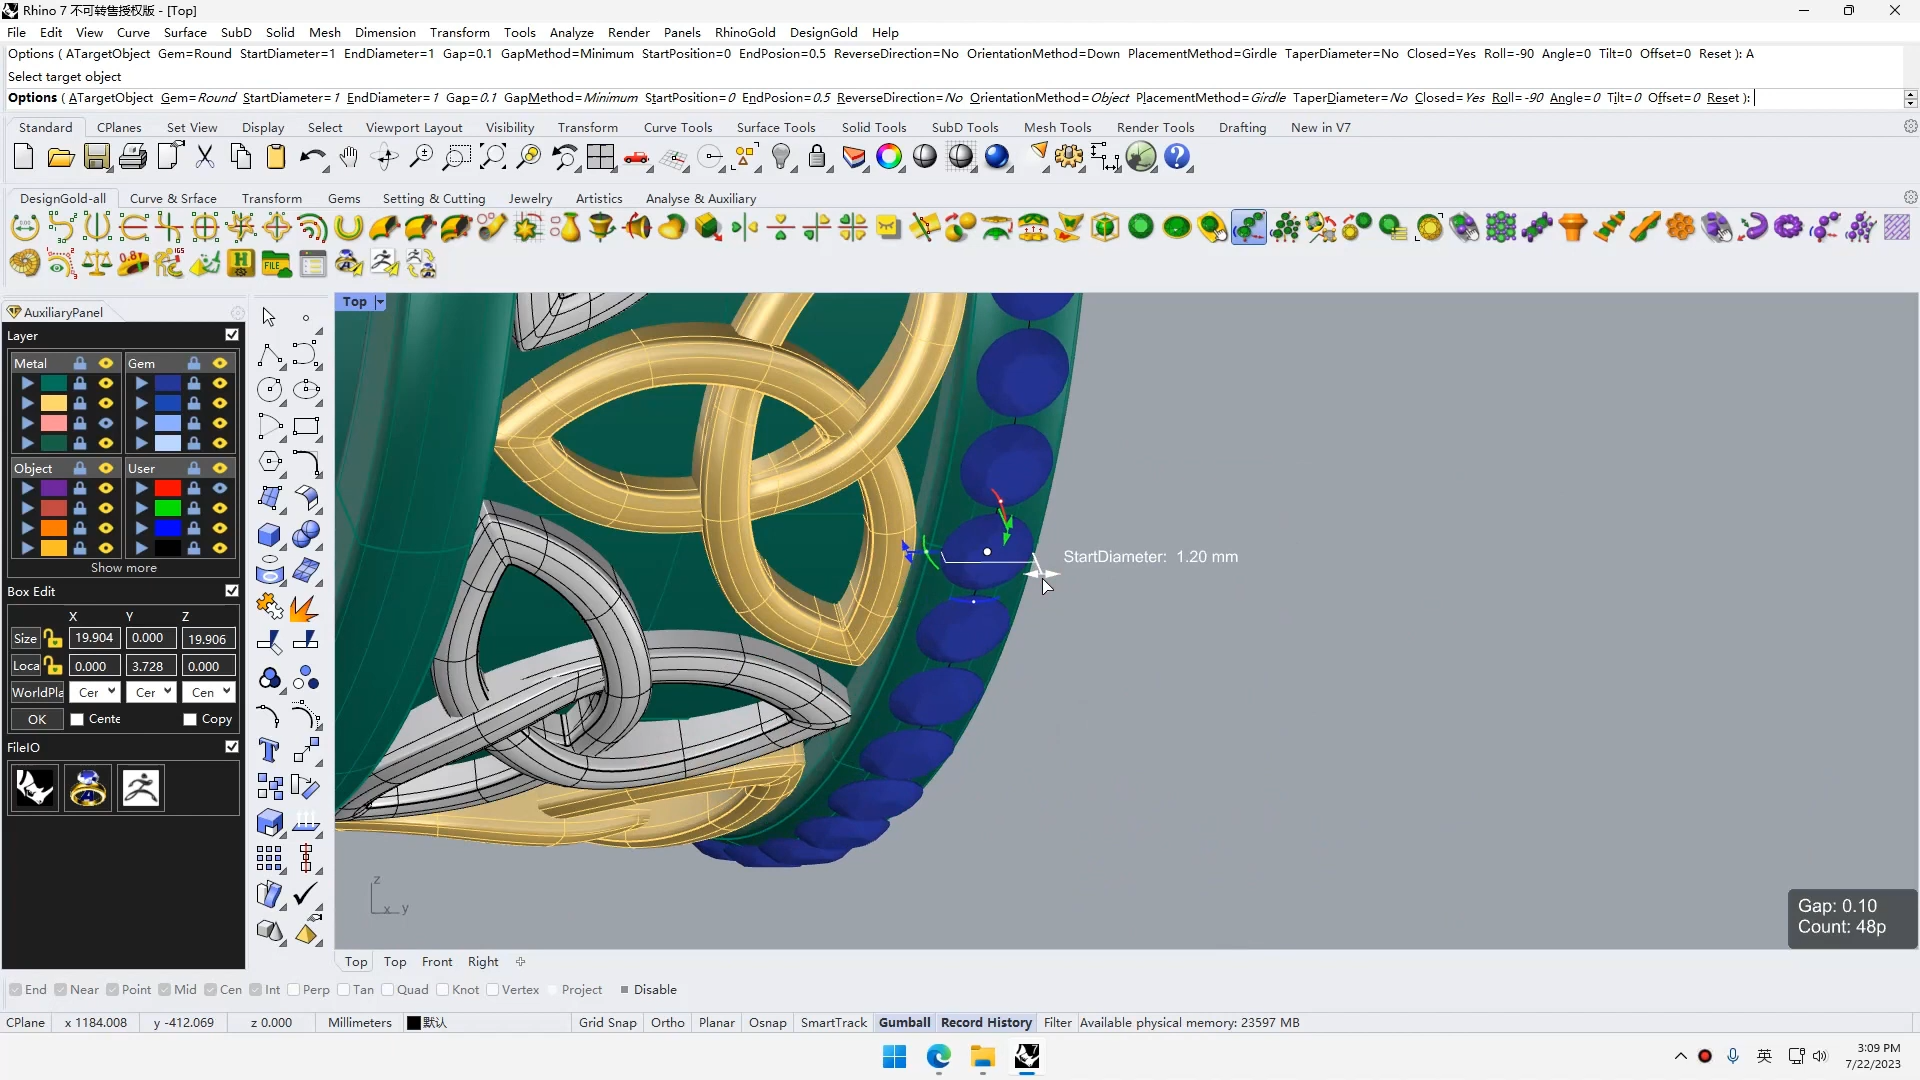 Rhino 7 不可转售授权版 - [Top]
File Edit View Curve Surface SubD Solid Mesh Dimension Transform Tools Analyze Render Panels RhinoGold DesignGold Help
Options ( ATargetObject Gem=Round StartDiameter=1 EndDiameter=1 Gap=0.1 GapMethod=Minimum StartPosition=0 EndPosion=0.5 ReverseDirection=No OrientationMethod=Down PlacementMethod=Girdle TaperDiameter=No Closed=Yes Roll=-90 Angle=0 Tilt=0 Offset=0 Reset ): A
Select target object
Options ( ATargetObject Gem=Round StartDiameter=1 EndDiameter=1 Gap=0.1 GapMethod=Minimum StartPosition=0 EndPosion=0.5 ReverseDirection=No OrientationMethod=Object PlacementMethod=Girdle TaperDiameter=No Closed=Yes Roll=-90 Angle=0 Tilt=0 Offset=0 Reset ):
Standard CPlanes Set View Display Select Viewport Layout Visibility Transform Curve Tools Surface Tools Solid Tools SubD Tools Mesh Tools Render Tools Drafting New in V7
DesignGold-all Curve & Srface Transform Gems Setting & Cutting Jewelry Artistics Analyse & Auxiliary
AuxiliaryPanel
Layer
Metal Gem
Object User
Show more
Box Edit
X Y Z
Size 19.904 0.000 19.906
Loca 0.000 3.728 0.000
WorldPla Cer Cer Cen
OK Cente Copy
FileIO
Top
StartDiameter: 1.20 mm
z
x y
Gap: 0.10
Count: 48p
Top Top Front Right
End Near Point Mid Cen Int Perp Tan Quad Knot Vertex Project Disable
CPlane x 1184.008 y -412.069 z 0.000 Millimeters 默认 Grid Snap Ortho Planar Osnap SmartTrack Gumball Record History Filter Available physical memory: 23597 MB
英
3:09 PM
7/22/2023